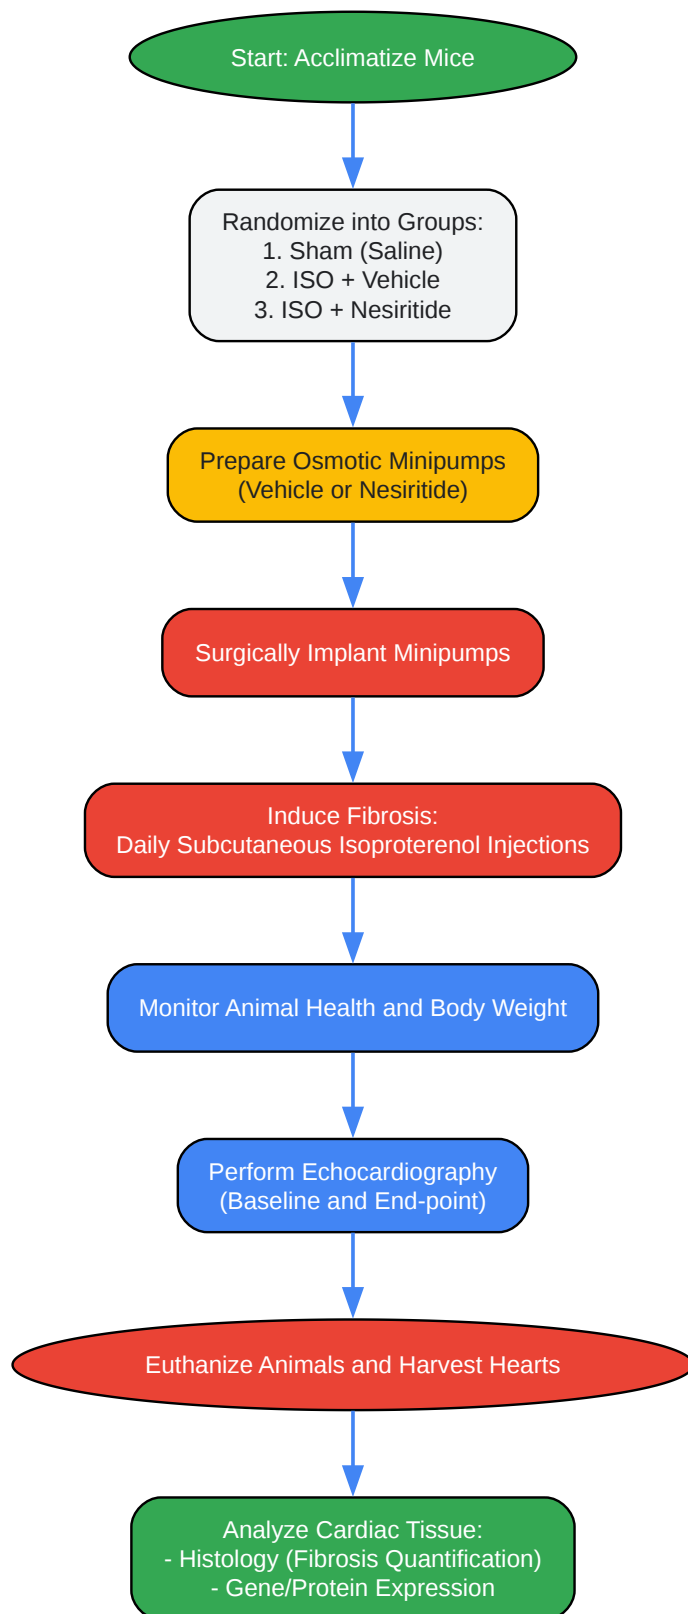 Start: Acclimatize Mice
Randomize into Groups:
1. Sham (Saline)
2. ISO + Vehicle
3. ISO + Nesiritide
Prepare Osmotic Minipumps
(Vehicle or Nesiritide)
Surgically Implant Minipumps
Induce Fibrosis:
Daily Subcutaneous Isoproterenol Injections
Monitor Animal Health and Body Weight
Perform Echocardiography
(Baseline and End-point)
Euthanize Animals and Harvest Hearts
Analyze Cardiac Tissue:
- Histology (Fibrosis Quantification)
- Gene/Protein Expression